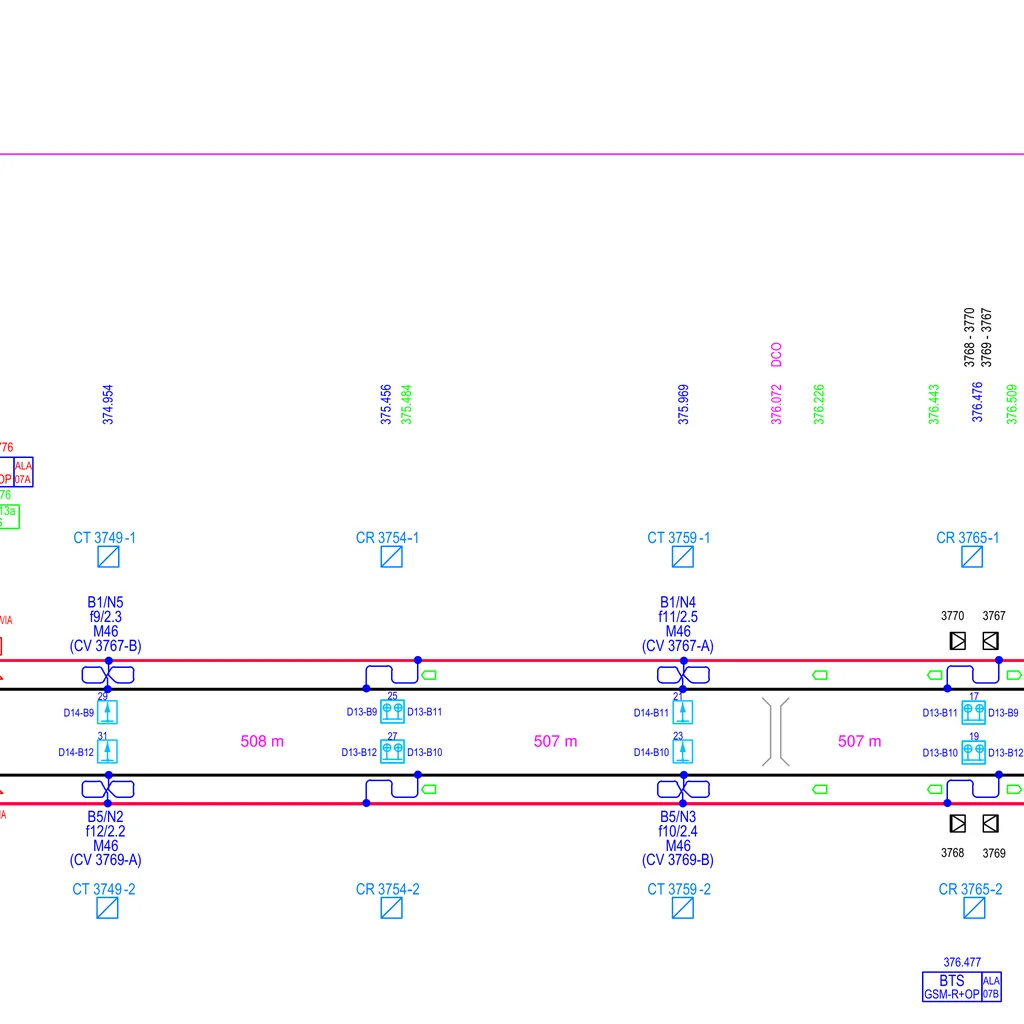 3768 - 3770
3769 - 3767
DCO
374.954
375.456
375.484
375.969
376.072
376.226
376.443
376.476
376.509
776
ALA
OP
07A
76
13a
S
CT 3749-1
CR 3754-1
CT 3759-1
CR 3765-1
B1/N5
f9/2.3
M46
(CV 3767-B)
B1/N4
f11/2.5
M46
(CV 3767-A)
3770
3767
VIA
29
25
21
17
D14-B9
D13-B9
D13-B11
D14-B11
D13-B11
D13-B9
31
27
23
19
D14-B12
D13-B12
D13-B10
D14-B10
D13-B10
D13-B12
508 m
507 m
507 m
IA
B5/N2
f12/2.2
M46
(CV 3769-A)
B5/N3
f10/2.4
M46
(CV 3769-B)
3768
3769
CT 3749-2
CR 3754-2
CT 3759-2
CR 3765-2
376.477
BTS
ALA
GSM-R+OP
07B